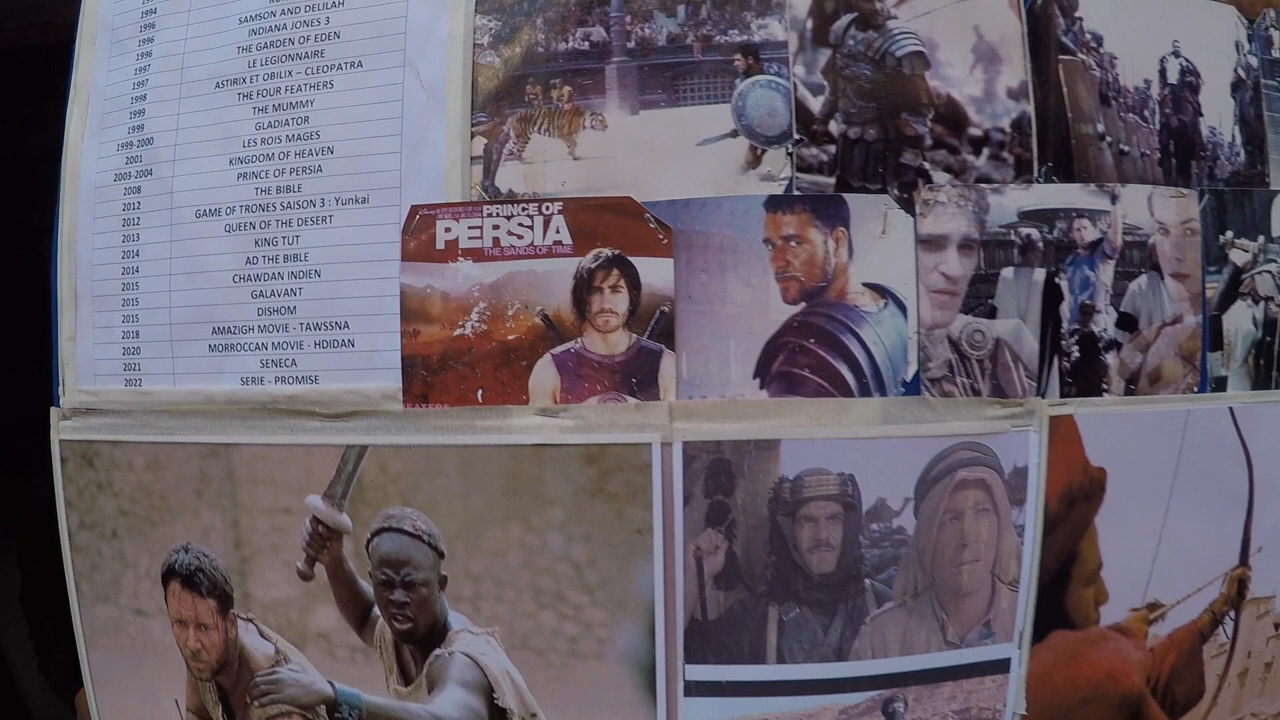 1994
1996
1996 SAMSON AND DELILAH
1996 INDIANA JONES 3
1997 THE GARDEN OF EDEN
1997 LE LEGIONNAIRE
1998 ASTIRIX ET OBILIX – CLEOPATRA
1999 THE FOUR FEATHERS
1999 THE MUMMY
1999-2000 GLADIATOR
2001 LES ROIS MAGES
2003-2004 KINGDOM OF HEAVEN
2008 PRINCE OF PERSIA
2012 THE BIBLE
2012 GAME OF TRONES SAISON 3 : Yunkai
2013 QUEEN OF THE DESERT
2014 KING TUT
2014 AD THE BIBLE
2015 CHAWDAN INDIEN
2015 GALAVANT
2015 DISHOM
2018 AMAZIGH MOVIE - TAWSSNA
2020 MORROCCAN MOVIE - HDIDAN
2021 SENECA
2022 SERIE - PROMISE
PRINCE OF
PERSIA
THE SANDS OF TIME